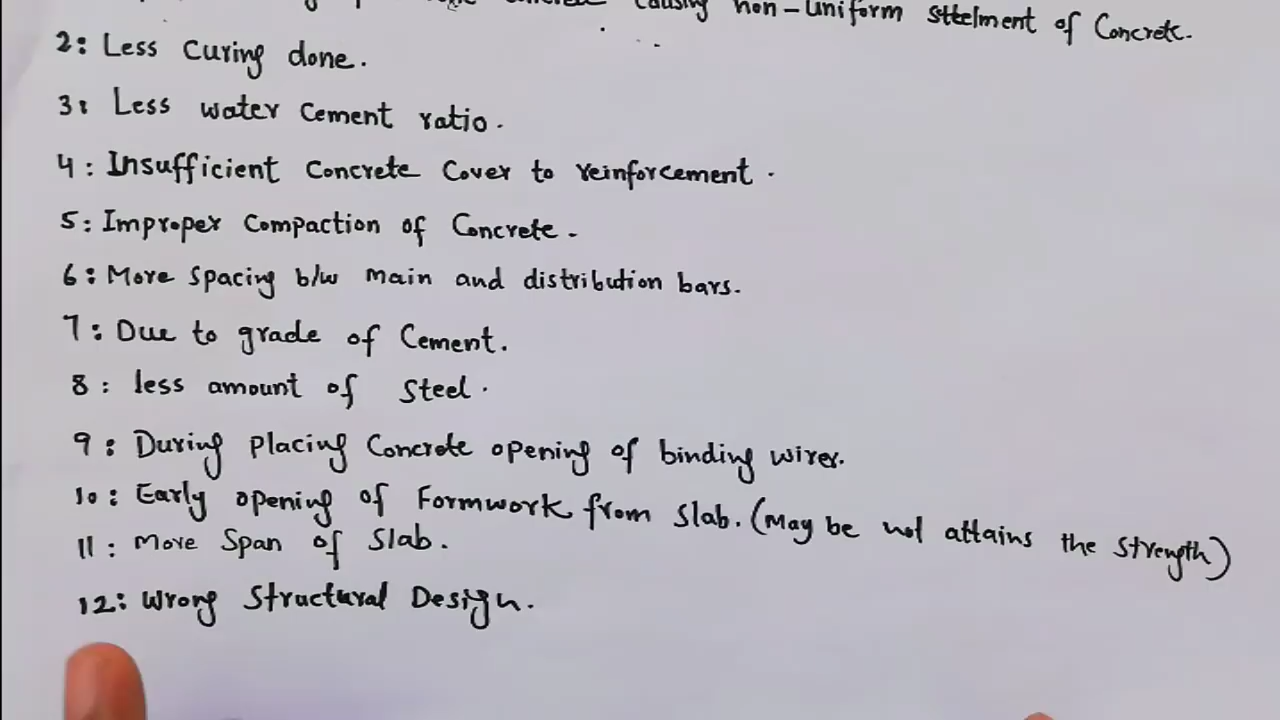 causing non-uniform sttelment of Concrete.
2: Less Curing done.
3: Less water Cement ratio.
4: Insufficient Concrete Cover to reinforcement.
5: Improper Compaction of Concrete.
6: More Spacing b/w main and distribution bars.
7: Due to grade of Cement.
8: less amount of Steel.
9: During Placing Concrete opening of binding wires.
10: Early opening of Formwork from Slab. (May be not attains the Strength)
11: More Span of Slab.
12: Wrong Structural Design.